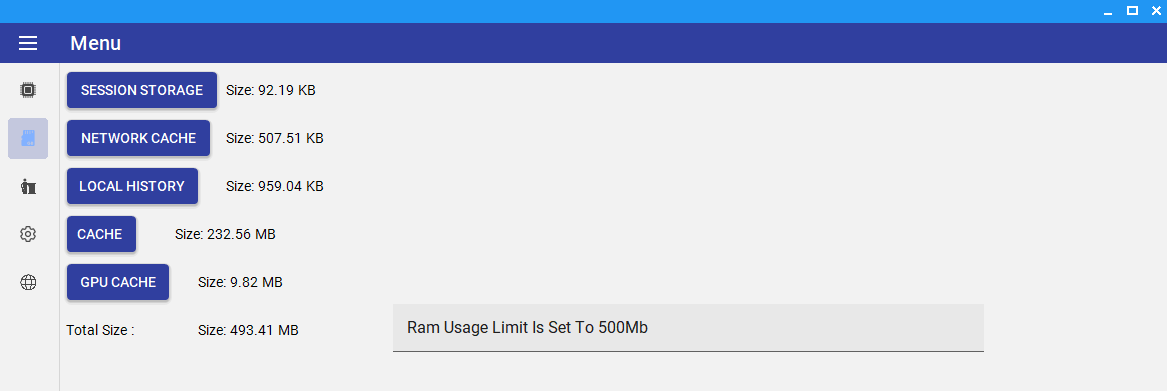 Menu
SESSION STORAGE Size: 92.19 KB
NETWORK CACHE Size: 507.51 KB
LOCAL HISTORY Size: 959.04 KB
CACHE Size: 232.56 MB
GPU CACHE Size: 9.82 MB
Total Size : Size: 493.41 MB
Ram Usage Limit Is Set To 500Mb